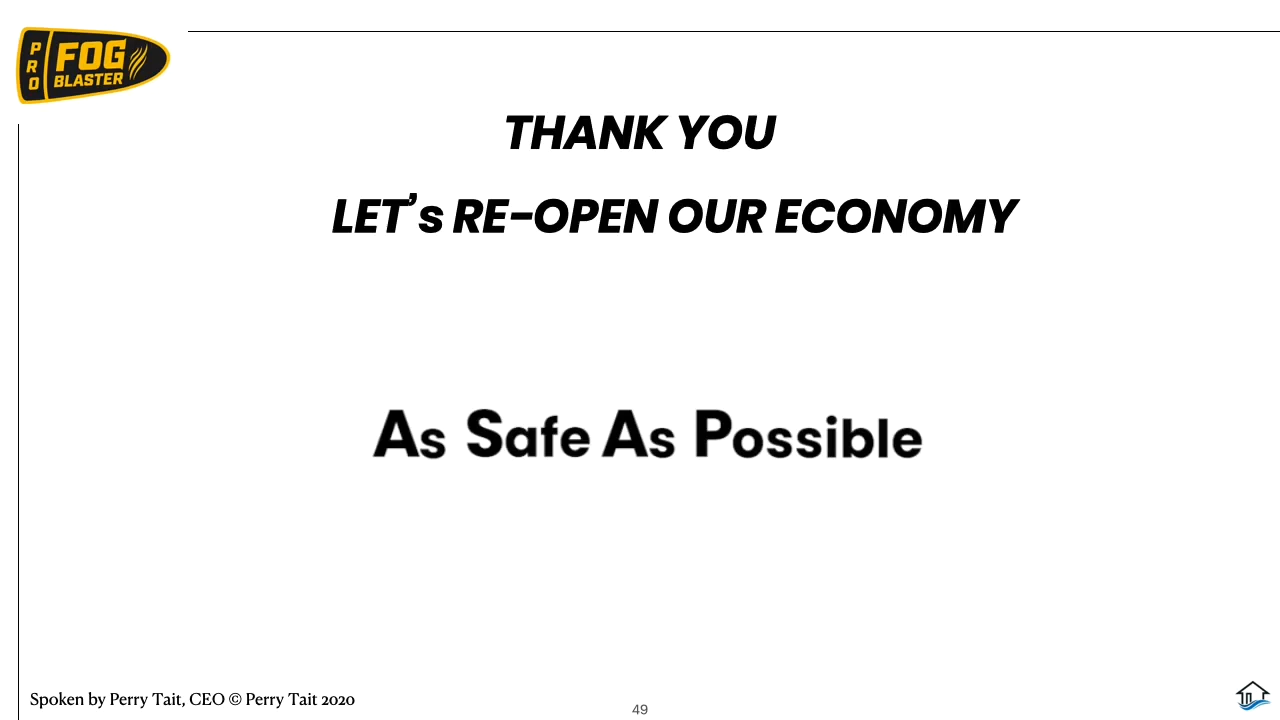 PRO
FOG
BLASTER
THANK YOU
LET’s RE-OPEN OUR ECONOMY
As Safe As Possible
Spoken by Perry Tait, CEO © Perry Tait 2020
49